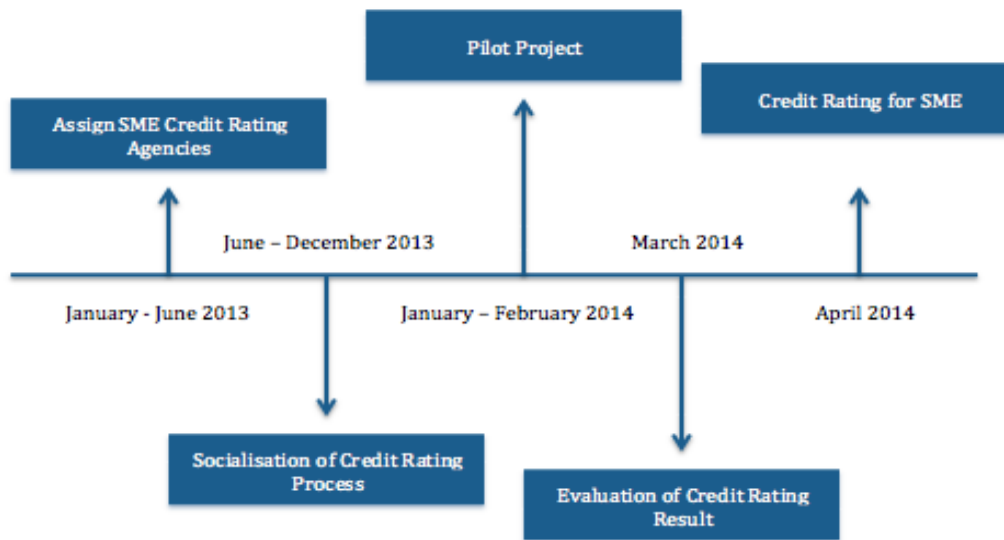 Pilot Project
Credit Rating for SME
Assign SME Credit Rating
Agencies
June – December 2013
March 2014
January - June 2013
January – February 2014
April 2014
Socialisation of Credit Rating
Process
Evaluation of Credit Rating
Result